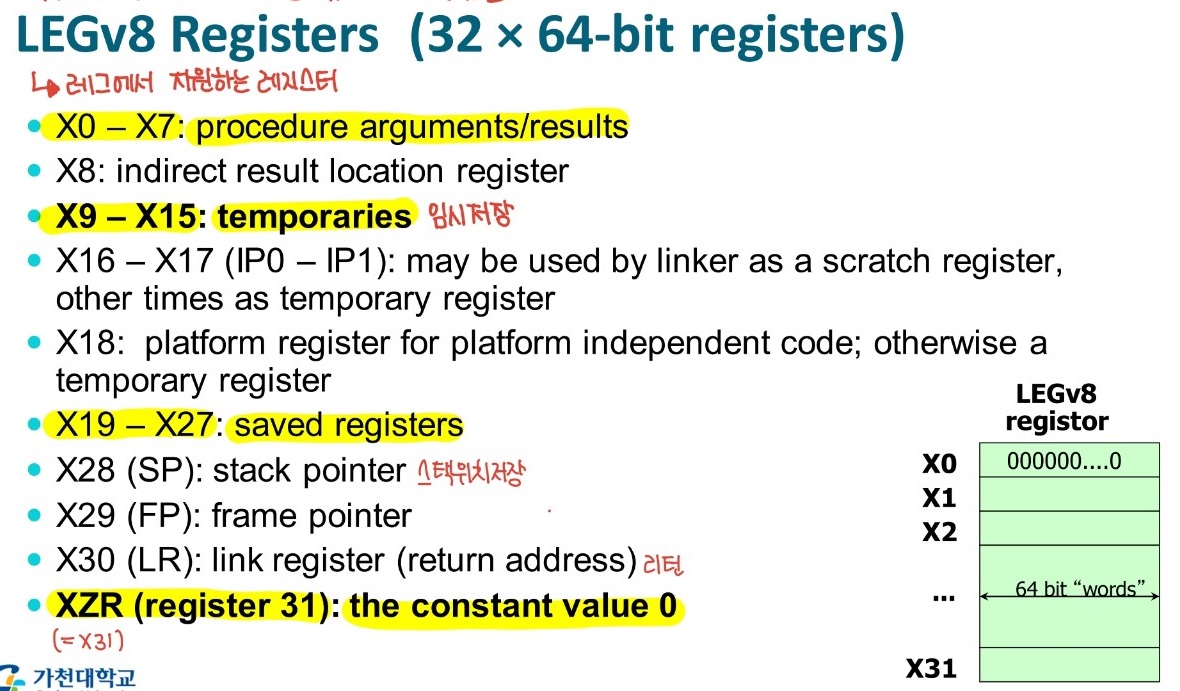 LEGv8 Registers (32 × 64-bit registers)
↳ 레그에서 지원하는 레지스터
• X0 – X7: procedure arguments/results
• X8: indirect result location register
• X9 – X15: temporaries 임시저장
• X16 – X17 (IP0 – IP1): may be used by linker as a scratch register,
other times as temporary register
• X18: platform register for platform independent code; otherwise a
temporary register
• X19 – X27: saved registers
• X28 (SP): stack pointer 스택위치저장
• X29 (FP): frame pointer
• X30 (LR): link register (return address) 리턴
• XZR (register 31): the constant value 0
(= X31)
LEGv8
registor
X0 000000....0
X1
X2
... 64 bit “words”
X31
가천대학교